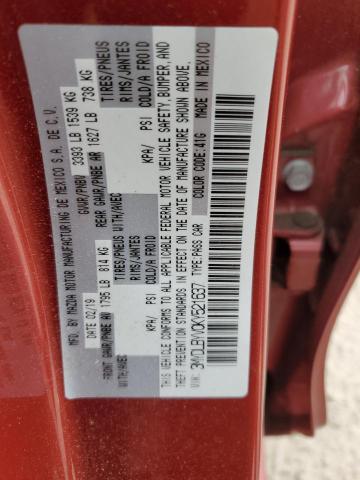 MFD. BY MAZDA MOTOR MANUFACTURING DE MEXICO S.A. DE C.V.
DATE: 02/19 GVWR/PNBV 3393 LB 1539 KG
FRONT GAWR/PNBE AV 1795 LB 814 KG REAR GAWR/PNBE AR 1627 LB 738 KG
WITH/AVEC TIRES/PNEUS WITH/AVEC TIRES/PNEUS
RIMS/JANTES RIMS/JANTES
KPA/ PSI COLD/A FROID KPA/ PSI COLD/A FROID
THIS VEHICLE CONFORMS TO ALL APPLICABLE FEDERAL MOTOR VEHICLE SAFETY, BUMPER, AND
THEFT PREVENTION STANDARDS IN EFFECT ON THE DATE OF MANUFACTURE SHOWN ABOVE.
3MYDLBYV0KY521637 TYPE: PASS CAR COLOR CODE:41G MADE IN MEXICO